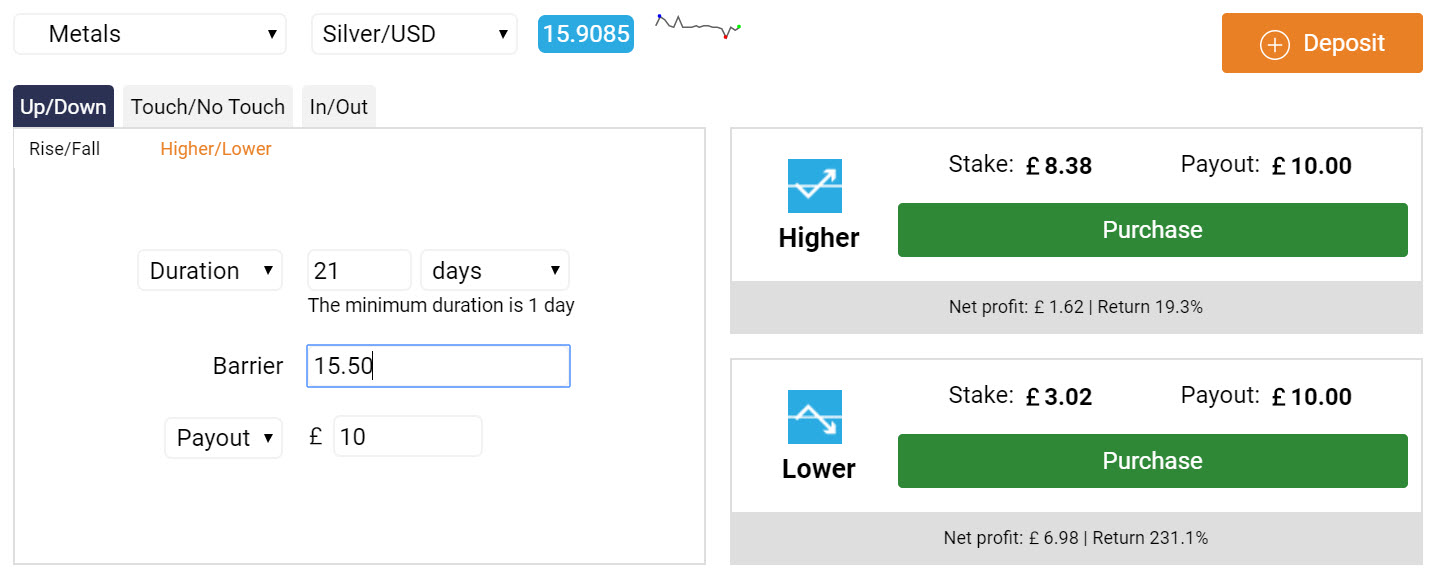 Metals Silver/USD 15.9085 Deposit
Up/Down Touch/No Touch In/Out
Rise/Fall Higher/Lower
Duration 21 days
The minimum duration is 1 day
Barrier 15.50
Payout £ 10
Stake: £ 8.38 Payout: £ 10.00
Higher
Purchase
Net profit: £ 1.62 | Return 19.3%
Stake: £ 3.02 Payout: £ 10.00
Lower
Purchase
Net profit: £ 6.98 | Return 231.1%